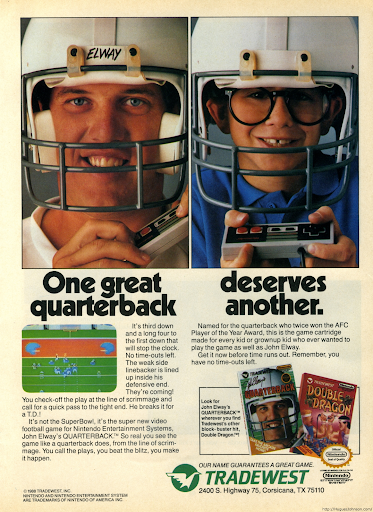 ELWAY
One great
quarterback
deserves
another.
It's third down
and a long four to
the first down that
will stop the clock.
No time-outs left.
The weak side
linebacker is lined
up inside his
defensive end.
They're coming!
You check-off the play at the line of scrimmage and
call for a quick pass to the tight end. He breaks it for
a T.D.!
It's not the SuperBowl, it's the super new video
football game for Nintendo Entertainment Systems,
John Elway's QUARTERBACK.™ So real you see the
game like a quarterback does, from the line of scrim-
mage. You call the plays, you beat the blitz, you make
it happen.
Named for the quarterback who twice won the AFC
Player of the Year Award, this is the game cartridge
made for every kid or grownup kid who ever wanted to
play the game as well as John Elway.
Get it now before time runs out. Remember, you
have no time-outs left.
Look for
John Elway's
QUARTERBACK™
wherever you find
Tradewest's other
block-buster hit
Double Dragon.™!
QUARTERBACK
TRADEWEST
DOUBLE
DRAGON
OUR NAME GUARANTEES A GREAT GAME.
TRADEWEST
2400 S. Highway 75, Corsicana, TX 75110
Nintendo
© 1989 TRADEWEST, INC.
NINTENDO AND NINTENDO ENTERTAINMENT SYSTEM
ARE TRADEMARKS OF NINTENDO OF AMERICA INC.